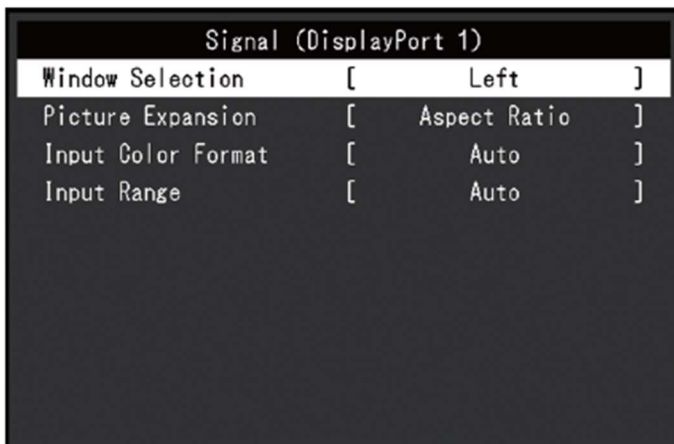 Signal (DisplayPort 1)
Window Selection [ Left ]
Picture Expansion [ Aspect Ratio ]
Input Color Format [ Auto ]
Input Range [ Auto ]